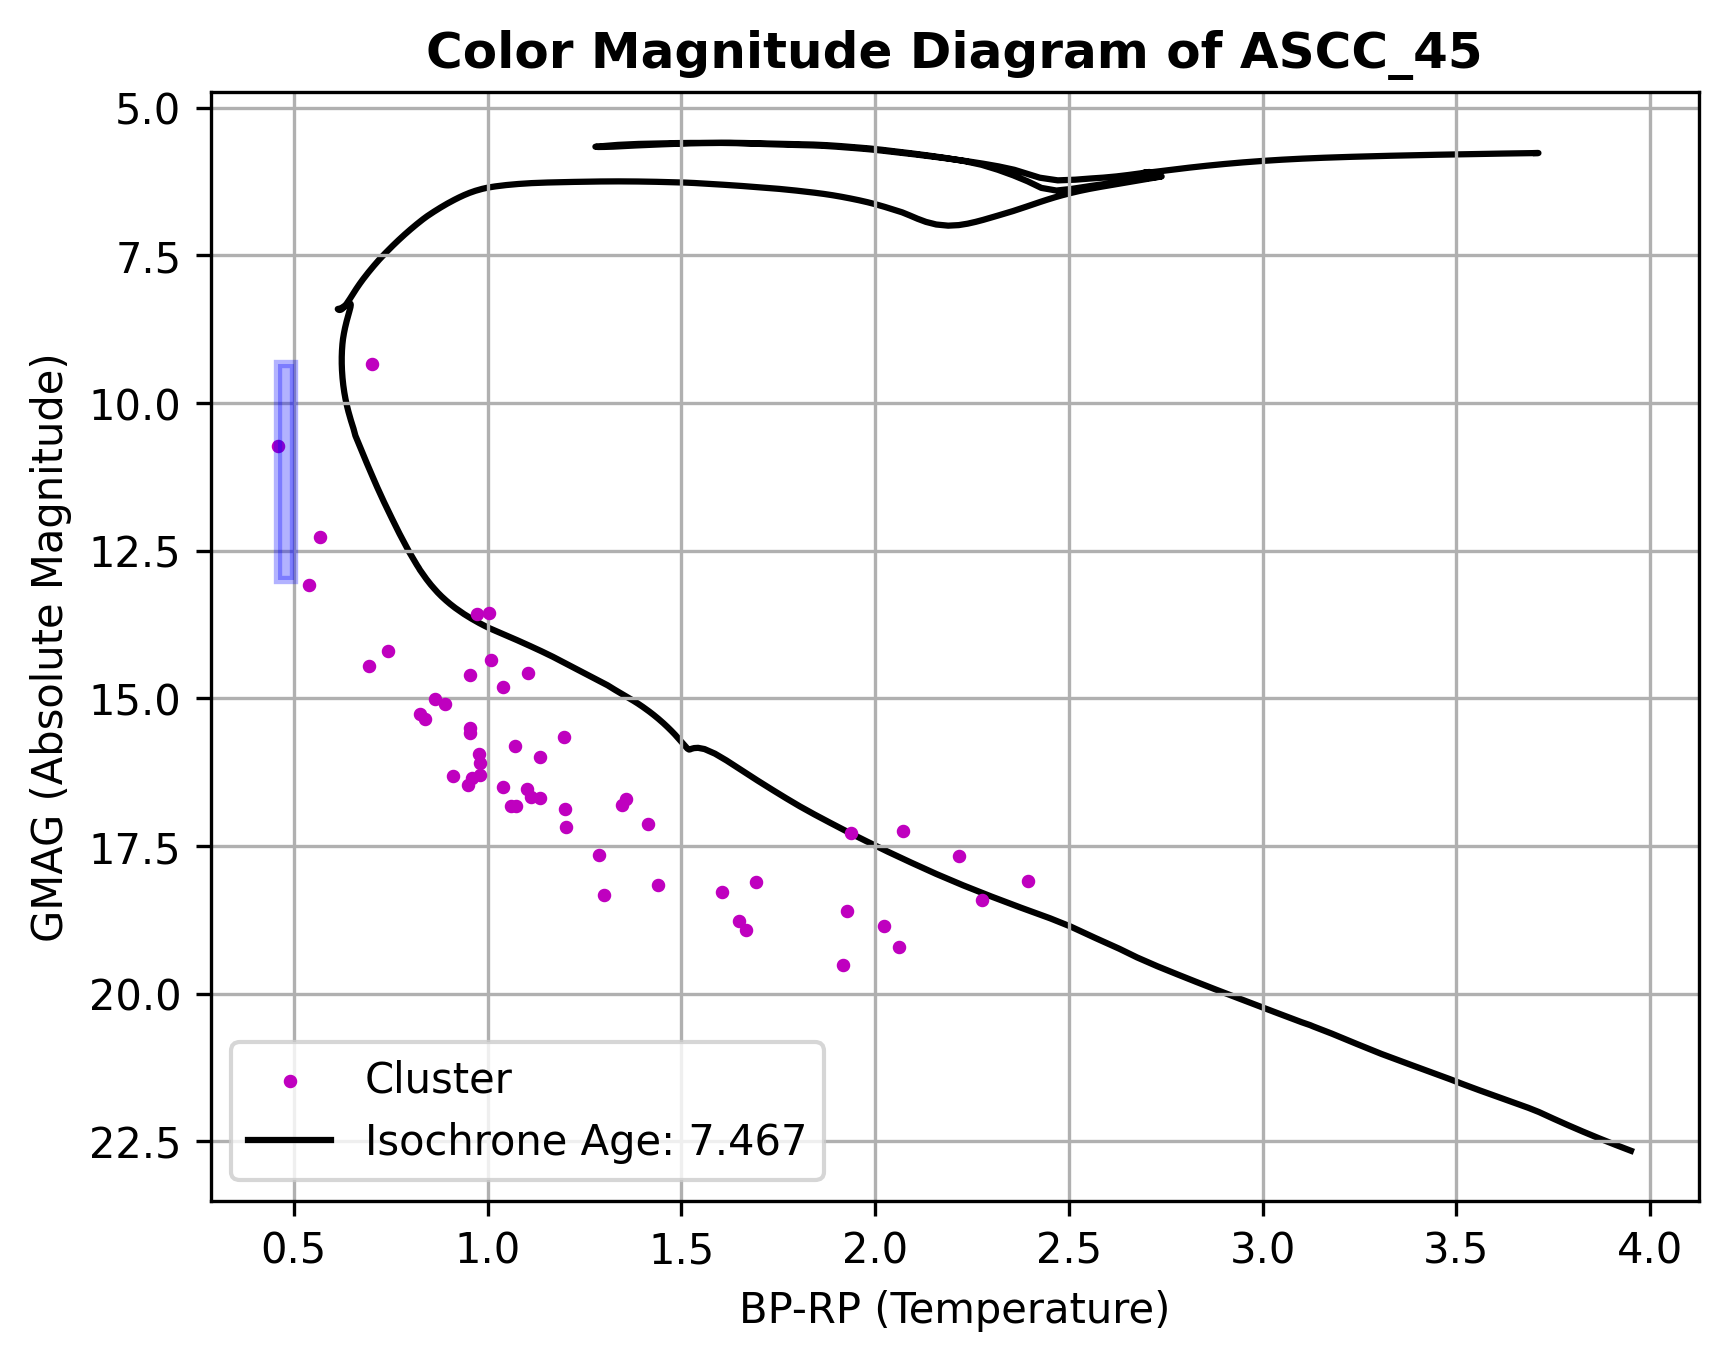 Color Magnitude Diagram of ASCC_45
GMAG (Absolute Magnitude)
5.0
7.5
10.0
12.5
15.0
17.5
20.0
22.5
Cluster
Isochrone Age: 7.467
0.5 1.0 1.5 2.0 2.5 3.0 3.5 4.0
BP-RP (Temperature)